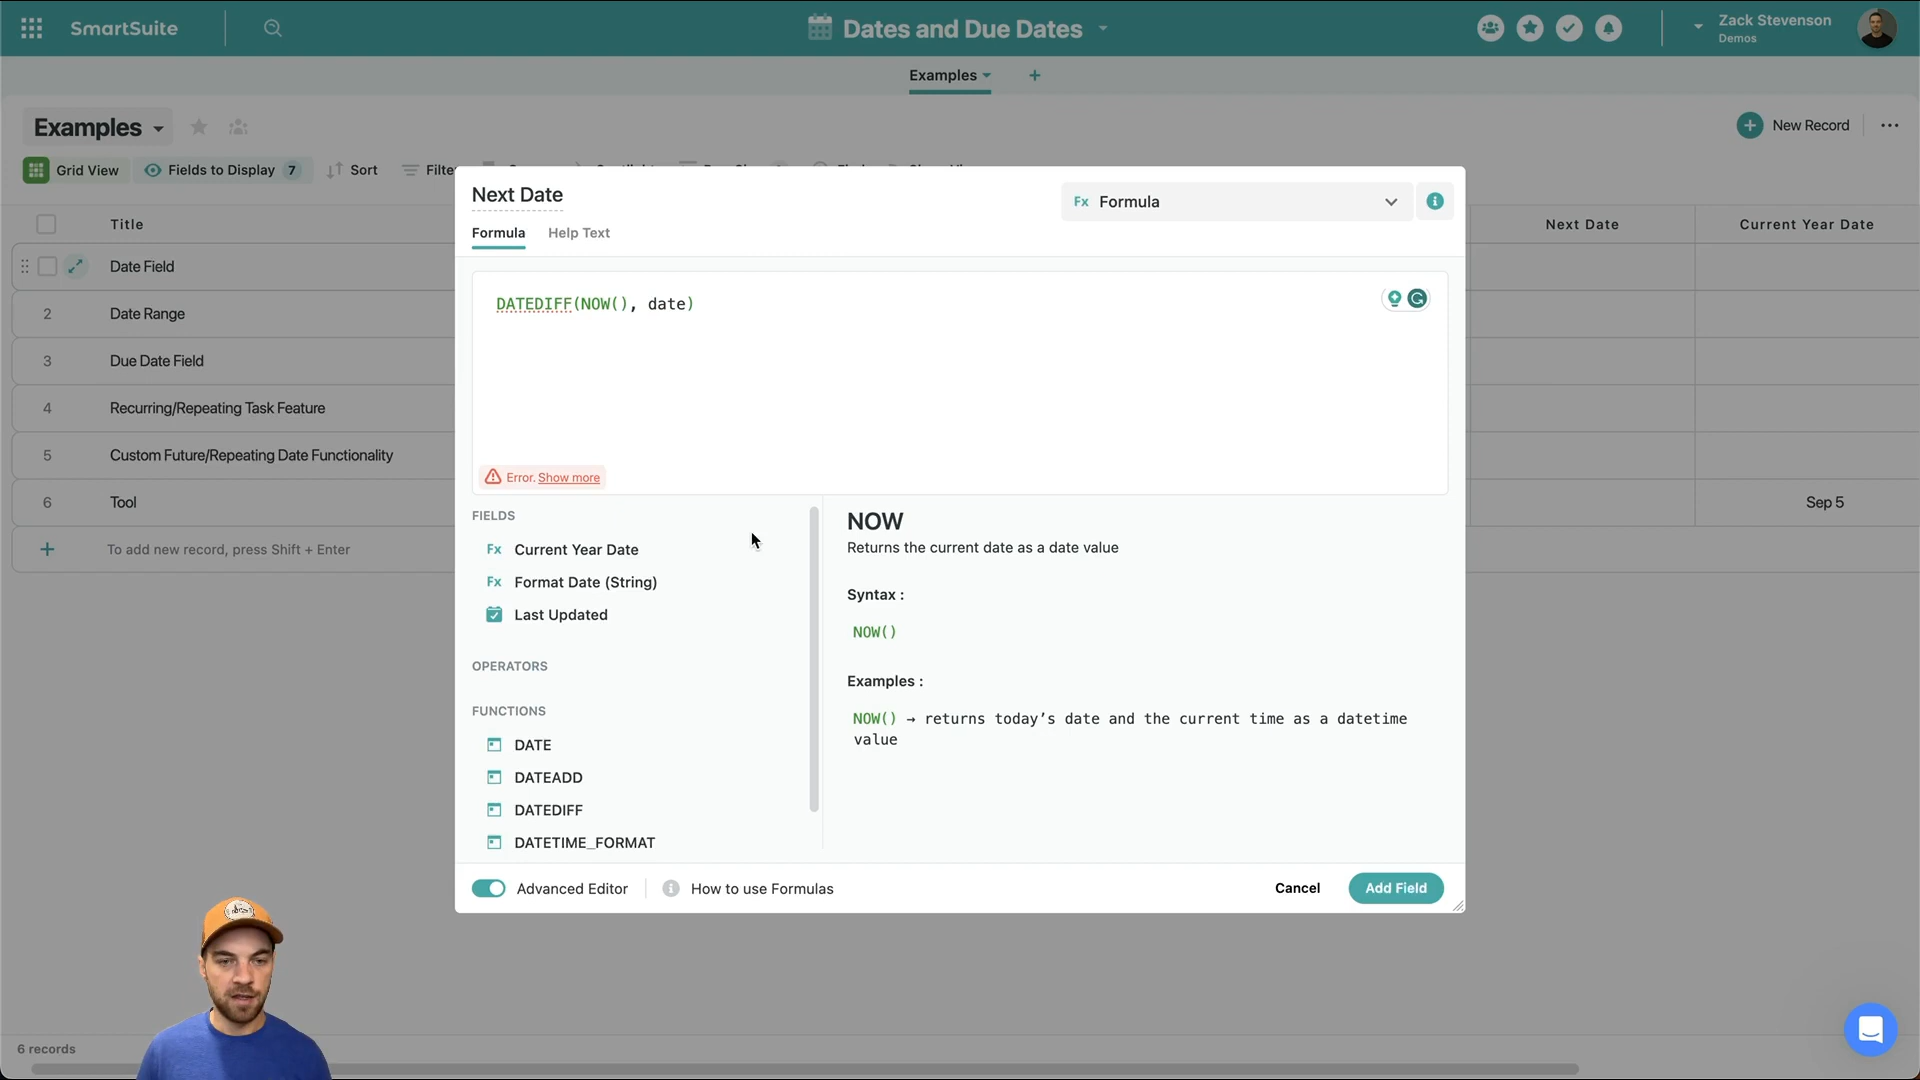 SmartSuite
Dates and Due Dates
Zack Stevenson
Demos
Examples
Examples
New Record
Grid View
Fields to Display 7
Sort
Filte
Next Date
Fx Formula
Formula
Help Text
Title
Next Date
Current Year Date
Date Field
2 Date Range
3 Due Date Field
4 Recurring/Repeating Task Feature
5 Custom Future/Repeating Date Functionality
6 Tool
Sep 5
To add new record, press Shift + Enter
DATEDIFF(NOW(), date)
Error. Show more
FIELDS
Fx Current Year Date
Fx Format Date (String)
Last Updated
OPERATORS
FUNCTIONS
DATE
DATEADD
DATEDIFF
DATETIME_FORMAT
NOW
Returns the current date as a date value
Syntax :
NOW()
Examples :
NOW() → returns today’s date and the current time as a datetime
value
Advanced Editor
How to use Formulas
Cancel
Add Field
6 records